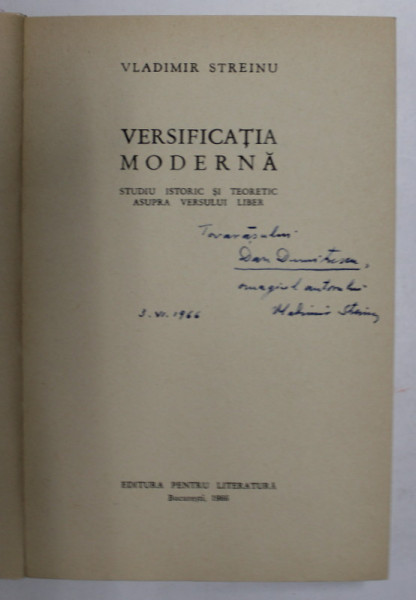 VLADIMIR STREINU
VERSIFICAȚIA
MODERNĂ
STUDIU ISTORIC ȘI TEORETIC
ASUPRA VERSULUI LIBER
Tovarășului
Dan Dumitrescu,
omagiul autorului
3. VI. 1966 Vladimir Streinu
EDITURA PENTRU LITERATURĂ
București, 1966